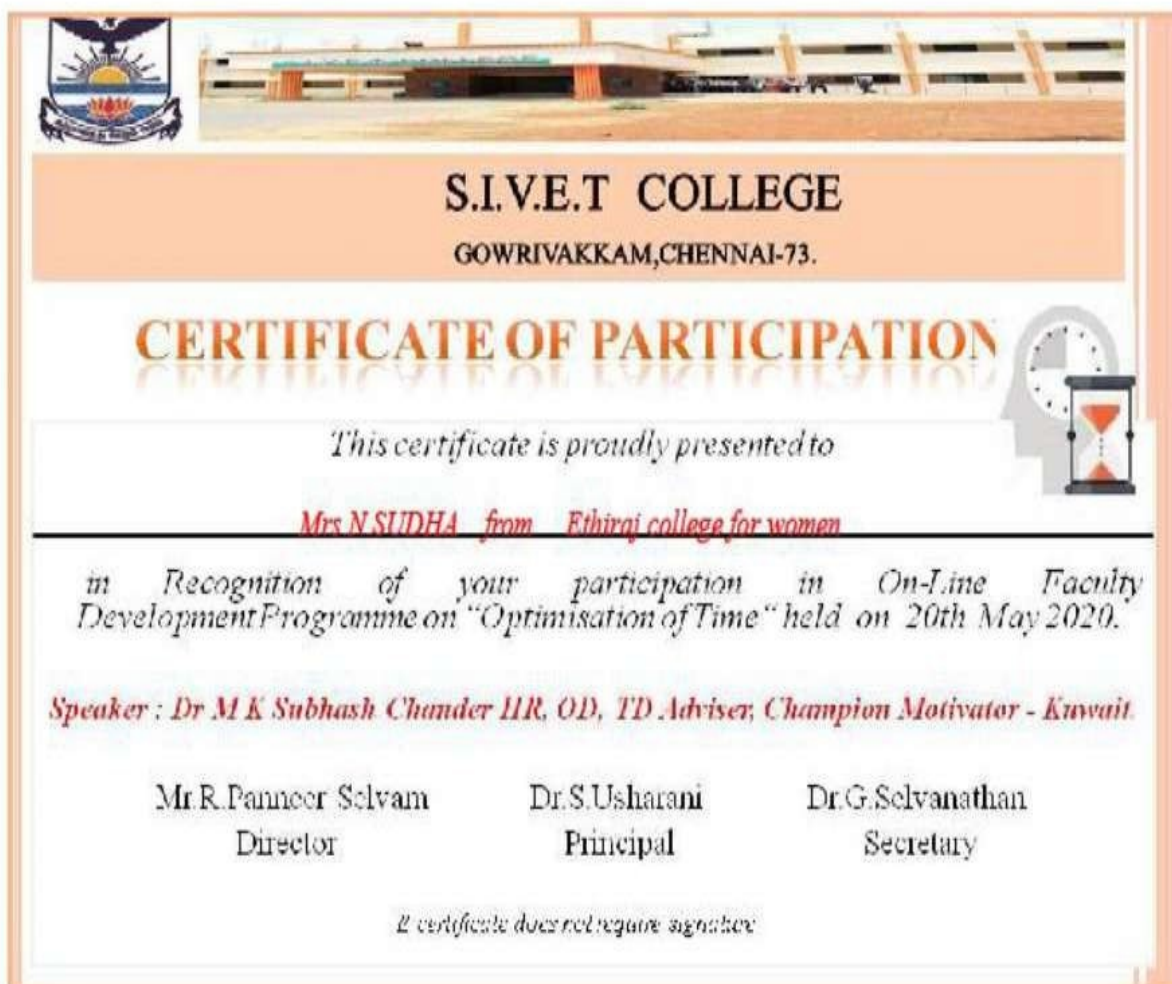 S.I.V.E.T COLLEGE
GOWRIVAKKAM,CHENNAI-73.
CERTIFICATE OF PARTICIPATION
This certificate is proudly presented to
Mrs N.SUDHA from Ethiraj college for women
in Recognition of your participation in On-Line Faculty
Development Programme on "Optimisation of Time" held on 20th May 2020.
Speaker : Dr M K Subhash Chander HR, OD, TD Adviser, Champion Motivator - Kuwait
Mr.R.Panneer Selvam Dr.S.Usharani Dr.G.Selvanathan
Director Principal Secretary
E certificate does not require signature